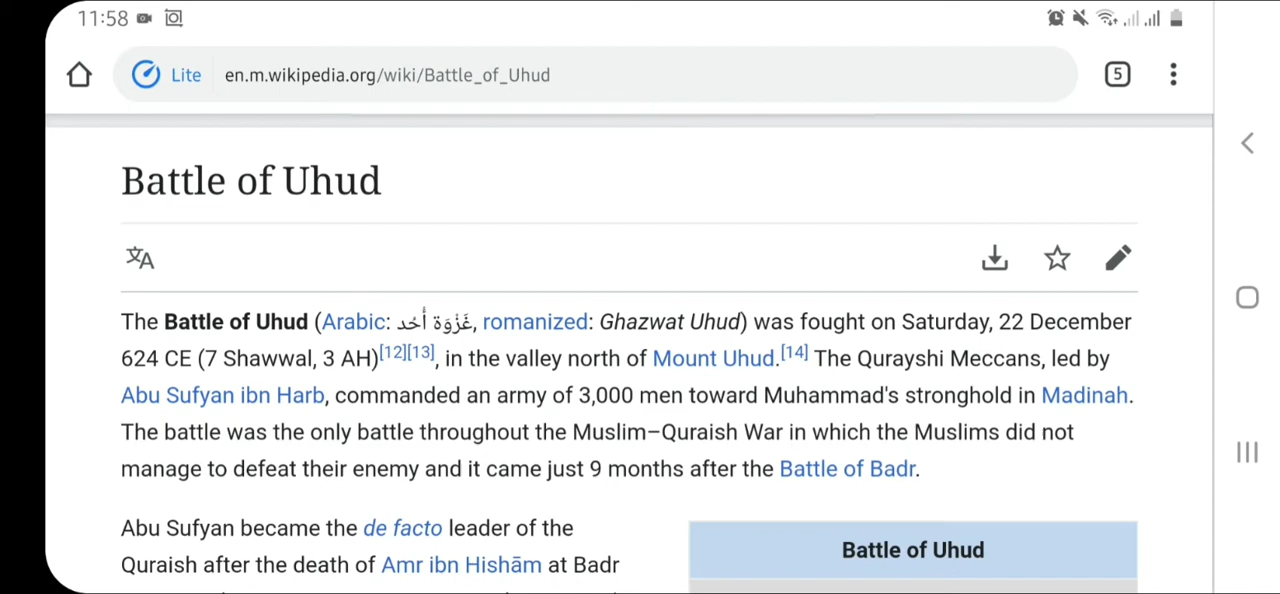 11:58
Lite en.m.wikipedia.org/wiki/Battle_of_Uhud 5
Battle of Uhud
The Battle of Uhud (Arabic: غَزْوَة أُحُد, romanized: Ghazwat Uhud) was fought on Saturday, 22 December
624 CE (7 Shawwal, 3 AH)[12][13], in the valley north of Mount Uhud.[14] The Qurayshi Meccans, led by
Abu Sufyan ibn Harb, commanded an army of 3,000 men toward Muhammad's stronghold in Madinah.
The battle was the only battle throughout the Muslim–Quraish War in which the Muslims did not
manage to defeat their enemy and it came just 9 months after the Battle of Badr.
Abu Sufyan became the de facto leader of the
Quraish after the death of Amr ibn Hishām at Badr
Battle of Uhud